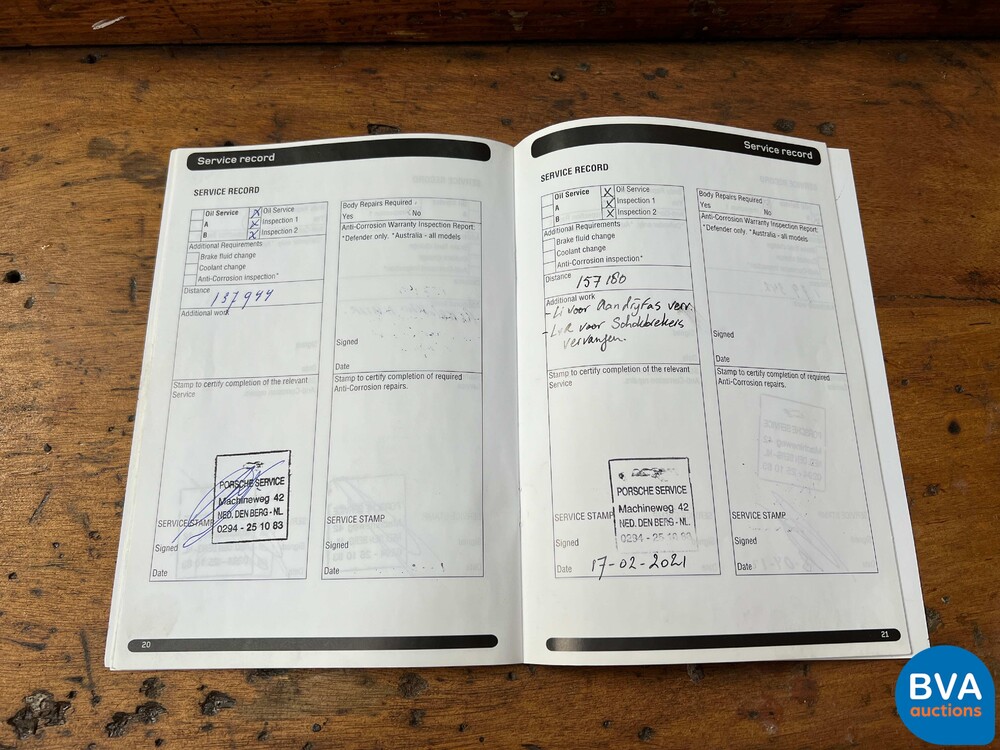 Service record
SERVICE RECORD
Oil Service X Oil Service
A X Inspection 1
B X Inspection 2
Additional Requirements
Brake fluid change
Coolant change
Anti-Corrosion inspection*
Distance
137944
Additional work
Stamp to certify completion of the relevant
Service
PORSCHE SERVICE
Machineweg 42
NED. DEN BERG - NL.
0294 - 25 10 83
SERVICE STAMP
Signed
Date
Body Repairs Required
Yes No
Anti-Corrosion Warranty Inspection Report:
*Defender only. *Australia - all models
Signed
Date
Stamp to certify completion of required
Anti-Corrosion repairs.
SERVICE STAMP
Signed
Date
20
Service record
SERVICE RECORD
Oil Service X Oil Service
A X Inspection 1
B X Inspection 2
Additional Requirements
Brake fluid change
Coolant change
Anti-Corrosion inspection*
Distance
157180
Additional work
- Li voor Aandrijfas verv.
- L+R voor Schokbrekers
vervangen.
Stamp to certify completion of the relevant
Service
PORSCHE SERVICE
Machineweg 42
NED. DEN BERG - NL.
0294 - 25 10 83
SERVICE STAMP
Signed
Date 17-02-2021
Body Repairs Required
Yes No
Anti-Corrosion Warranty Inspection Report:
*Defender only. *Australia - all models
Signed
Date
Stamp to certify completion of required
Anti-Corrosion repairs.
SERVICE STAMP
Signed
Date
21
BVA
auctions